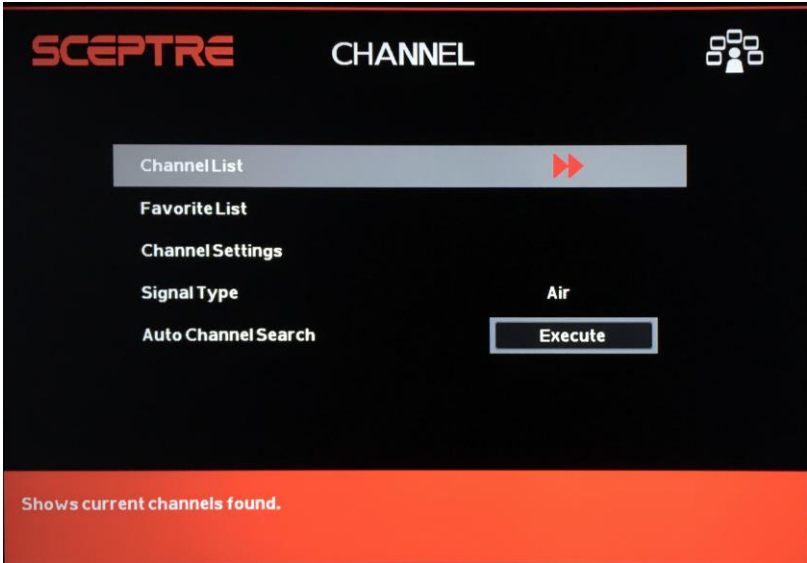 SCEPTRE CHANNEL
Channel List
Favorite List
Channel Settings
Signal Type Air
Auto Channel Search Execute
Shows current channels found.